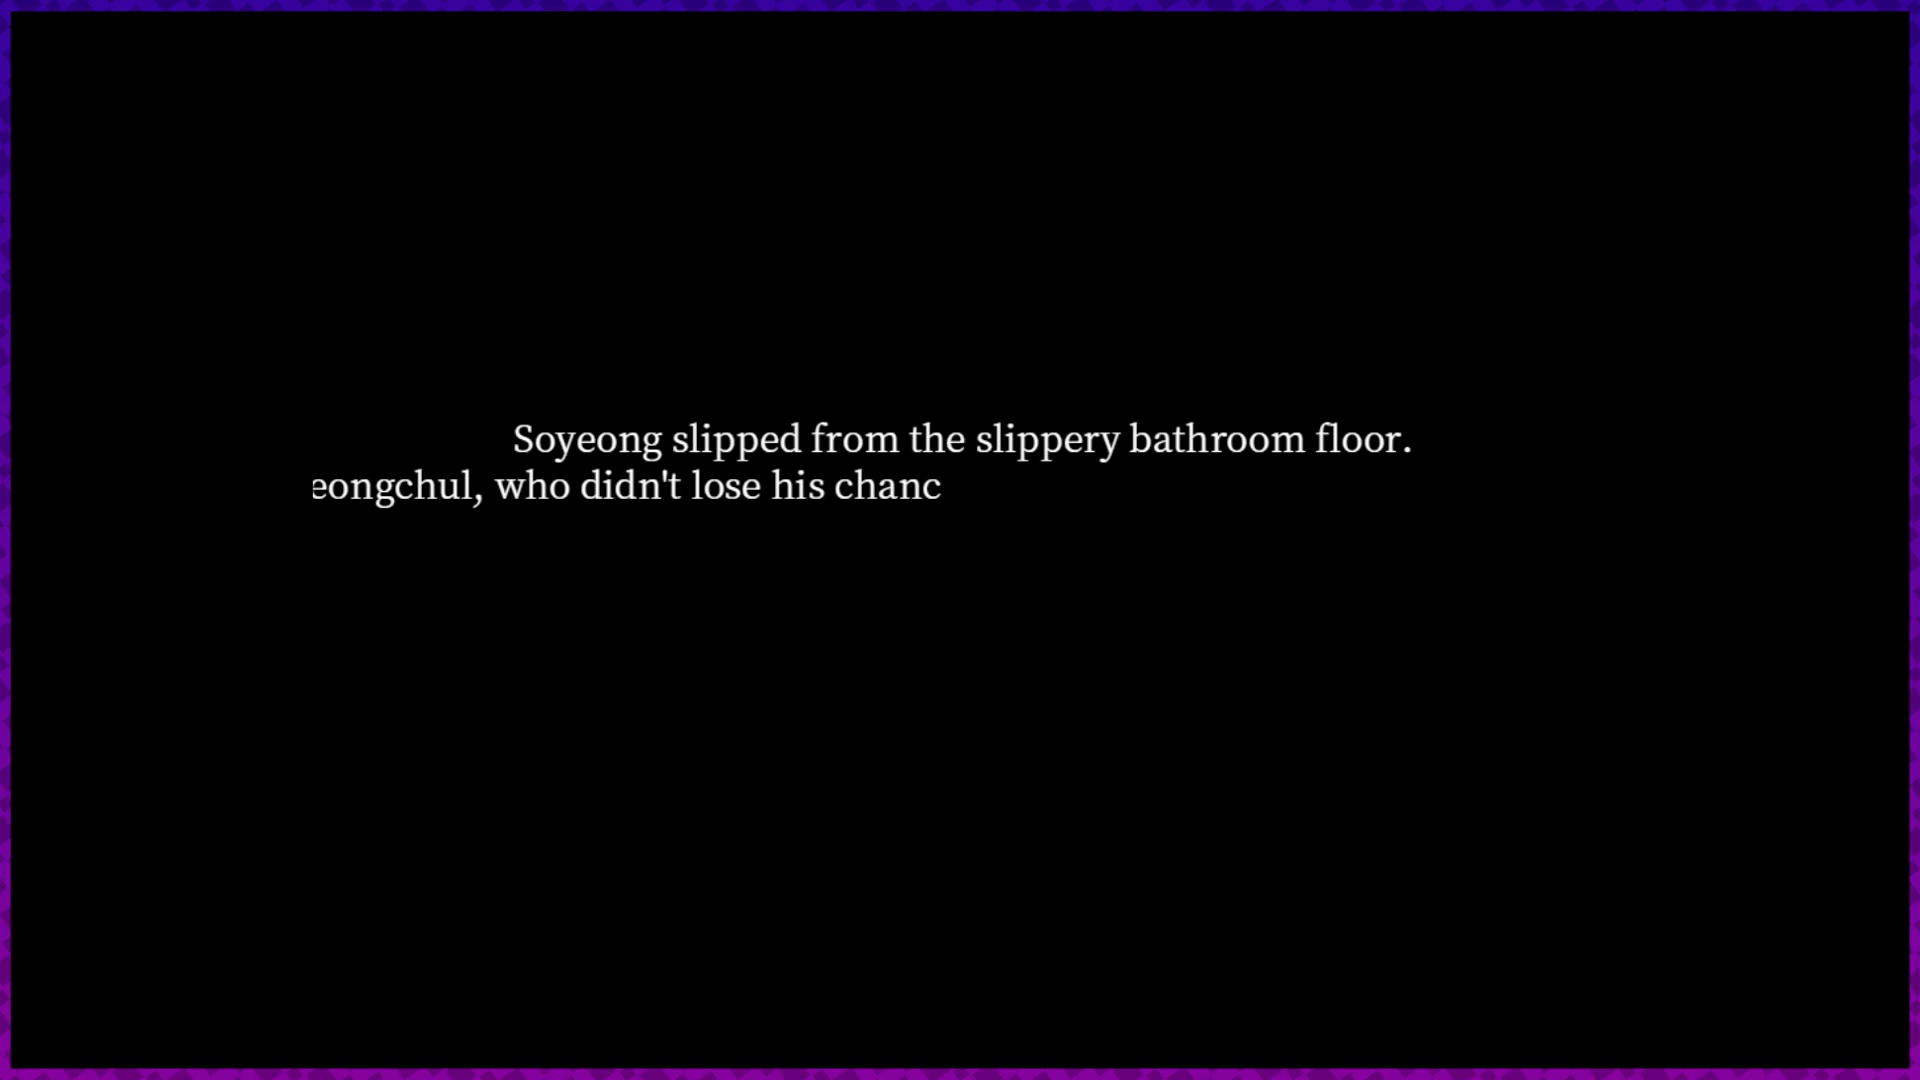 Soyeong slipped from the slippery bathroom floor.
eongchul, who didn't lose his chanc